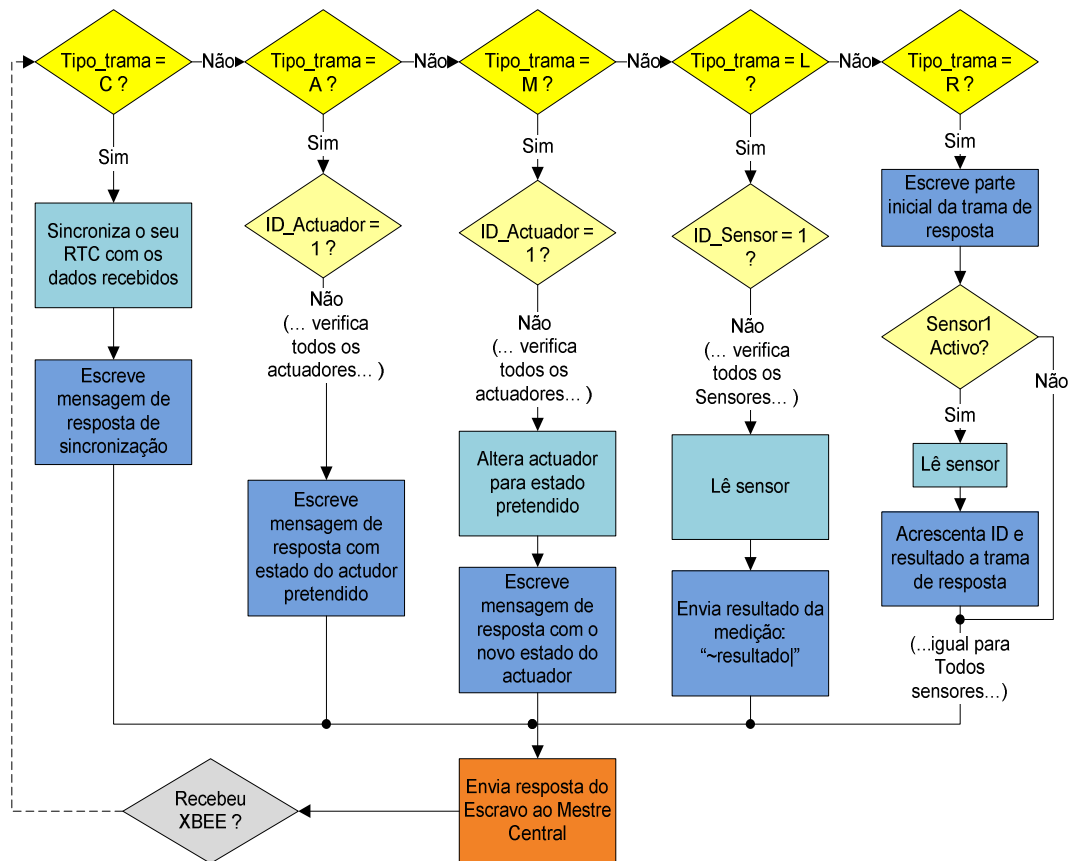 Tipo_trama =
C ?
Não
Tipo_trama =
A ?
Não
Tipo_trama =
M ?
Não
Tipo_trama = L
?
Não
Tipo_trama =
R ?
Sim
Sincroniza o seu
RTC com os
dados recebidos
Escreve
mensagem de
resposta de
sincronização
Sim
ID_Actuador =
1 ?
Não
(... verifica
todos os
actuadores... )
Escreve
mensagem de
resposta com
estado do actudor
pretendido
Sim
ID_Actuador =
1 ?
Não
(... verifica
todos os
actuadores... )
Altera actuador
para estado
pretendido
Escreve
mensagem de
resposta com o
novo estado do
actuador
Sim
ID_Sensor = 1
?
Não
(... verifica
todos os
Sensores... )
Lê sensor
Envia resultado da
medição:
“~resultado|”
Sim
Escreve parte
inicial da trama de
resposta
Sensor1
Activo?
Não
Sim
Lê sensor
Acrescenta ID e
resultado a trama
de resposta
(...igual para
Todos
sensores...)
Envia resposta do
Escravo ao Mestre
Central
Recebeu
XBEE ?